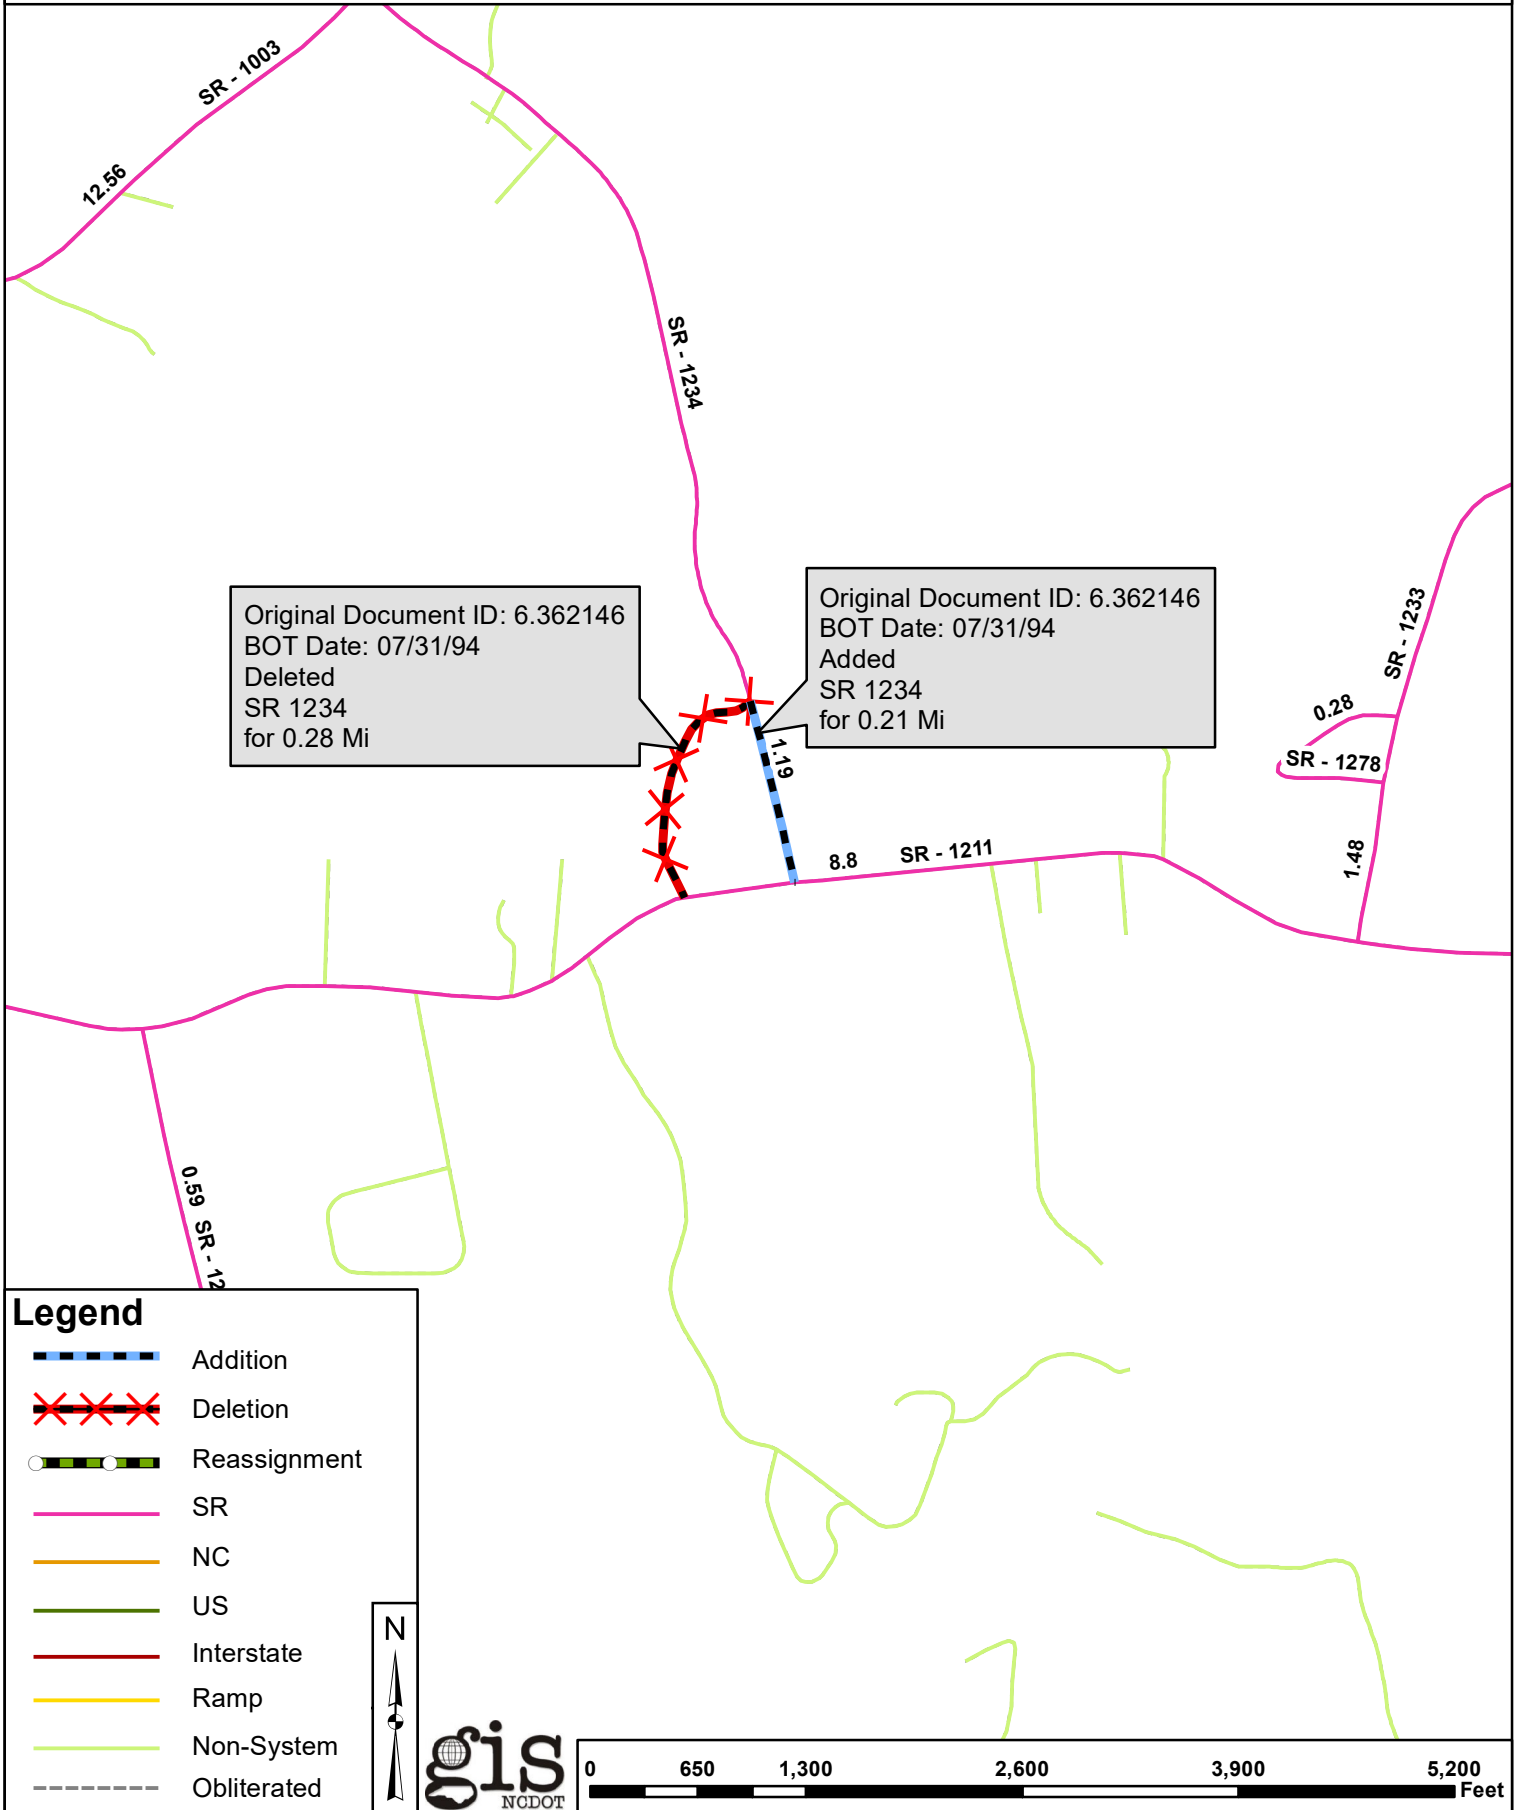 SR - 1003
12.56
SR - 1234
Original Document ID: 6.362146
BOT Date: 07/31/94
Deleted
SR 1234
for 0.28 Mi
Original Document ID: 6.362146
BOT Date: 07/31/94
Added
SR 1234
for 0.21 Mi
1.19
SR - 1233
0.28
SR - 1278
1.48
8.8
SR - 1211
0.59 SR - 12
Legend
Addition
Deletion
Reassignment
SR
NC
US
Interstate
Ramp
Non-System
Obliterated
N
gis
NCDOT
0 650 1,300 2,600 3,900 5,200
Feet